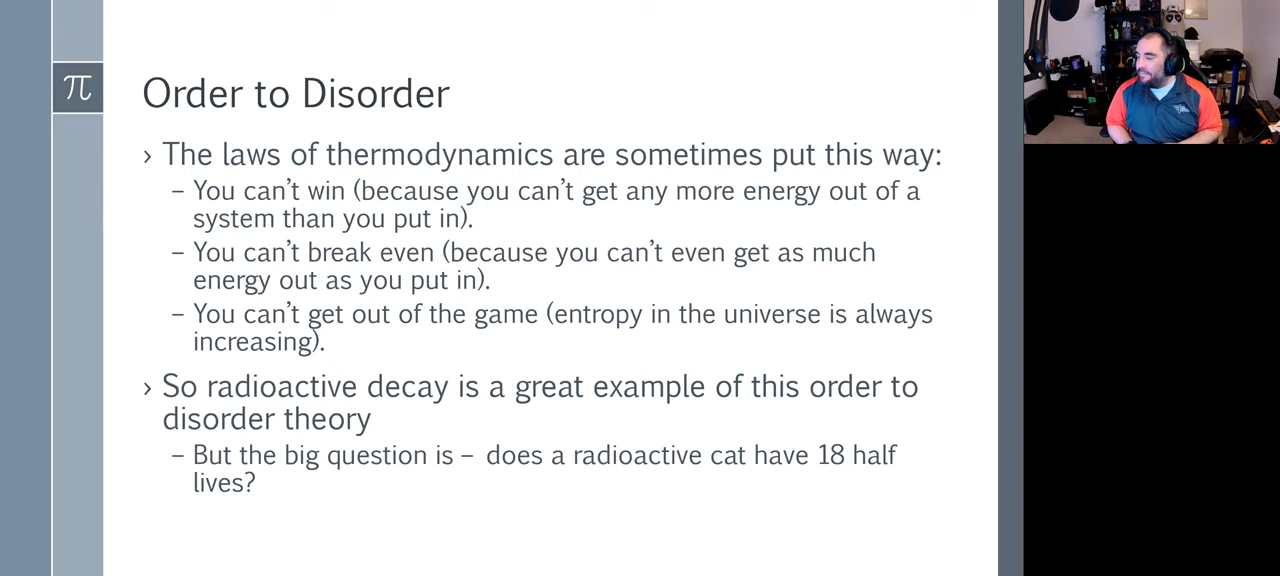 π
Order to Disorder
› The laws of thermodynamics are sometimes put this way:
– You can't win (because you can't get any more energy out of a
system than you put in).
– You can't break even (because you can't even get as much
energy out as you put in).
– You can't get out of the game (entropy in the universe is always
increasing).
› So radioactive decay is a great example of this order to
disorder theory
– But the big question is – does a radioactive cat have 18 half
lives?